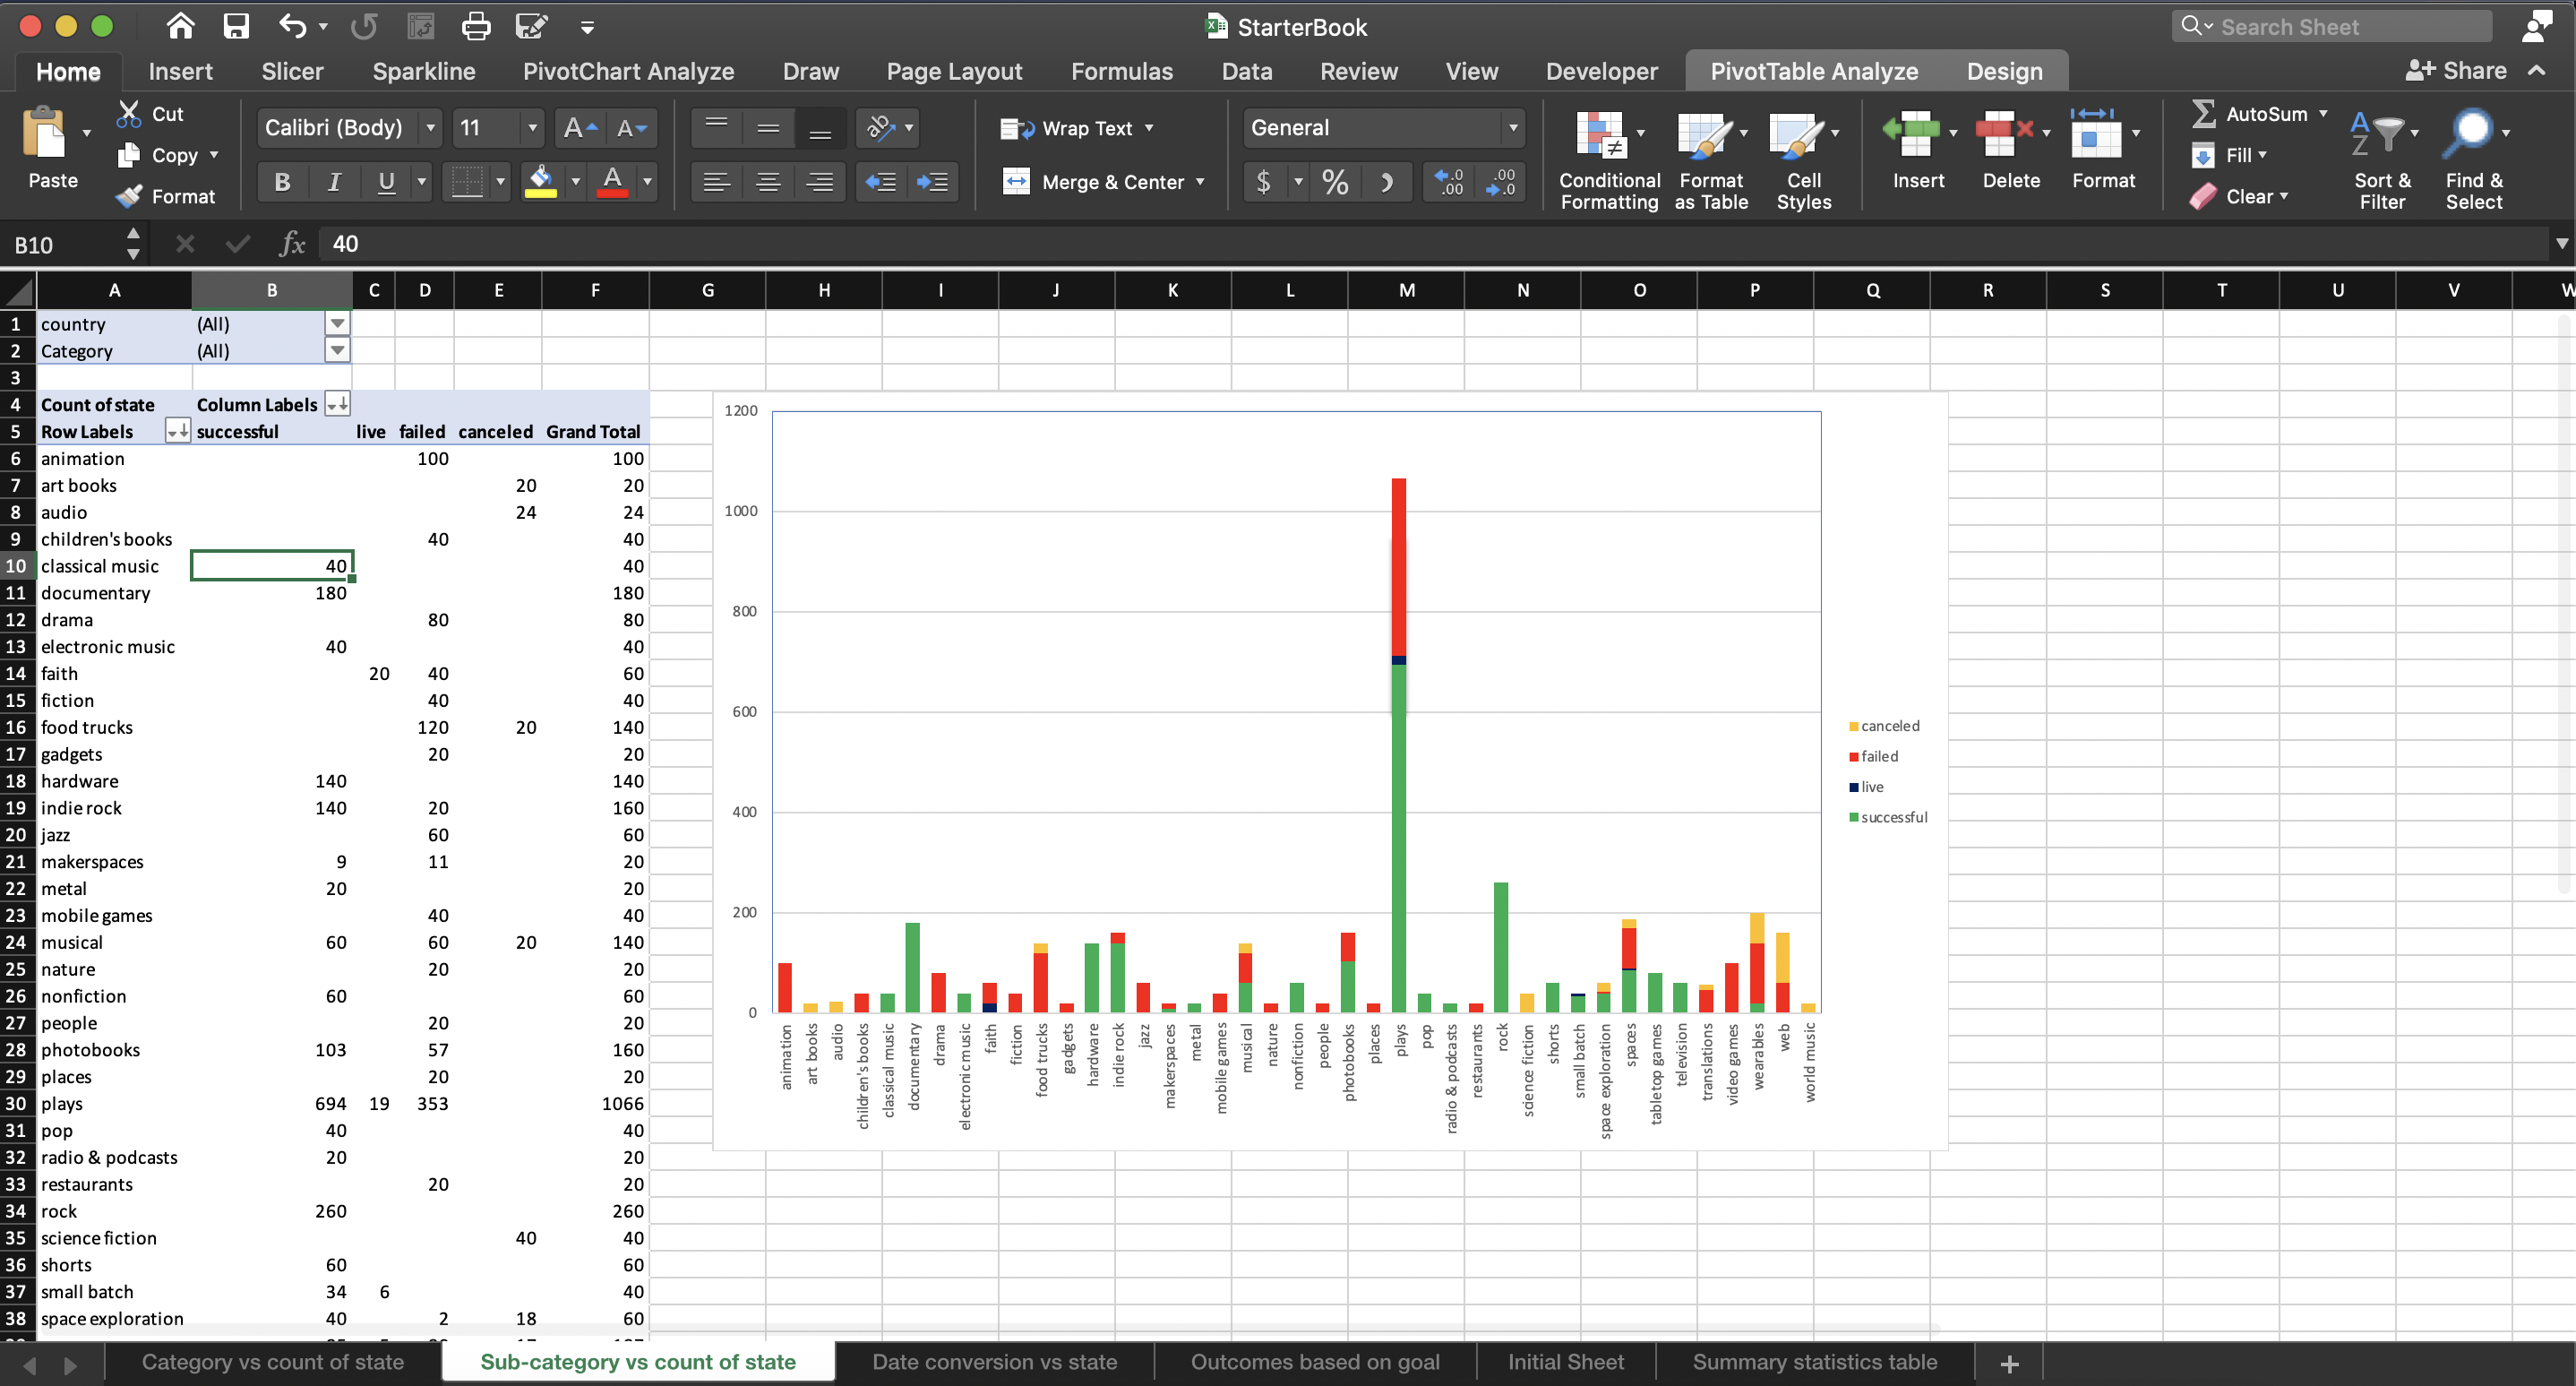 StarterBook
Search Sheet
Home Insert Slicer Sparkline PivotChart Analyze Draw Page Layout Formulas Data Review View Developer PivotTable Analyze Design Share
Paste
Cut
Copy
Format
Calibri (Body) 11
B I U
Wrap Text
Merge & Center
General
$ %
Conditional Formatting
Format as Table
Cell Styles
Insert
Delete
Format
AutoSum
Fill
Clear
Sort & Filter
Find & Select
B10 fx 40
A B C D E F G H I J K L M N O P Q R S T U V W
1 country (All)
2 Category (All)
3
4 Count of state Column Labels
5 Row Labels successful live failed canceled Grand Total
6 animation 100 100
7 art books 20 20
8 audio 24 24
9 children's books 40 40
10 classical music 40 40
11 documentary 180 180
12 drama 80 80
13 electronic music 40 40
14 faith 20 40 60
15 fiction 40 40
16 food trucks 120 20 140
17 gadgets 20 20
18 hardware 140 140
19 indie rock 140 20 160
20 jazz 60 60
21 makerspaces 9 11 20
22 metal 20 20
23 mobile games 40 40
24 musical 60 60 20 140
25 nature 20 20
26 nonfiction 60 60
27 people 20 20
28 photobooks 103 57 160
29 places 20 20
30 plays 694 19 353 1066
31 pop 40 40
32 radio & podcasts 20 20
33 restaurants 20 20
34 rock 260 260
35 science fiction 40 40
36 shorts 60 60
37 small batch 34 6 40
38 space exploration 40 2 18 60
1200
1000
800
600
400
200
0
animation
art books
audio
children's books
classical music
documentary
drama
electronic music
faith
fiction
food trucks
gadgets
hardware
indie rock
jazz
makerspaces
metal
mobile games
musical
nature
nonfiction
people
photobooks
places
plays
pop
radio & podcasts
restaurants
rock
science fiction
shorts
small batch
space exploration
spaces
tabletop games
television
translations
video games
wearables
web
world music
canceled
failed
live
successful
Category vs count of state Sub-category vs count of state Date conversion vs state Outcomes based on goal Initial Sheet Summary statistics table +